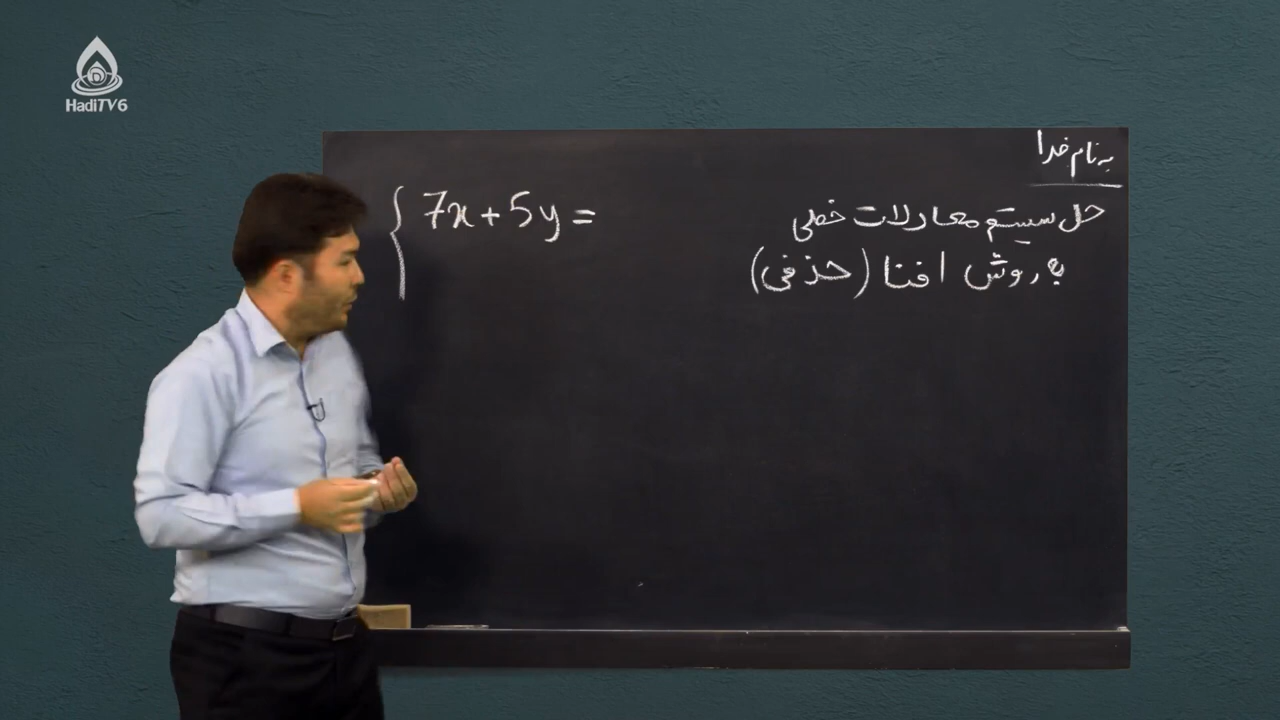 HadiTV6
به نام خدا
حل سیستم معادلات خطی
به روش افنا (حذفی)
7x+5y=